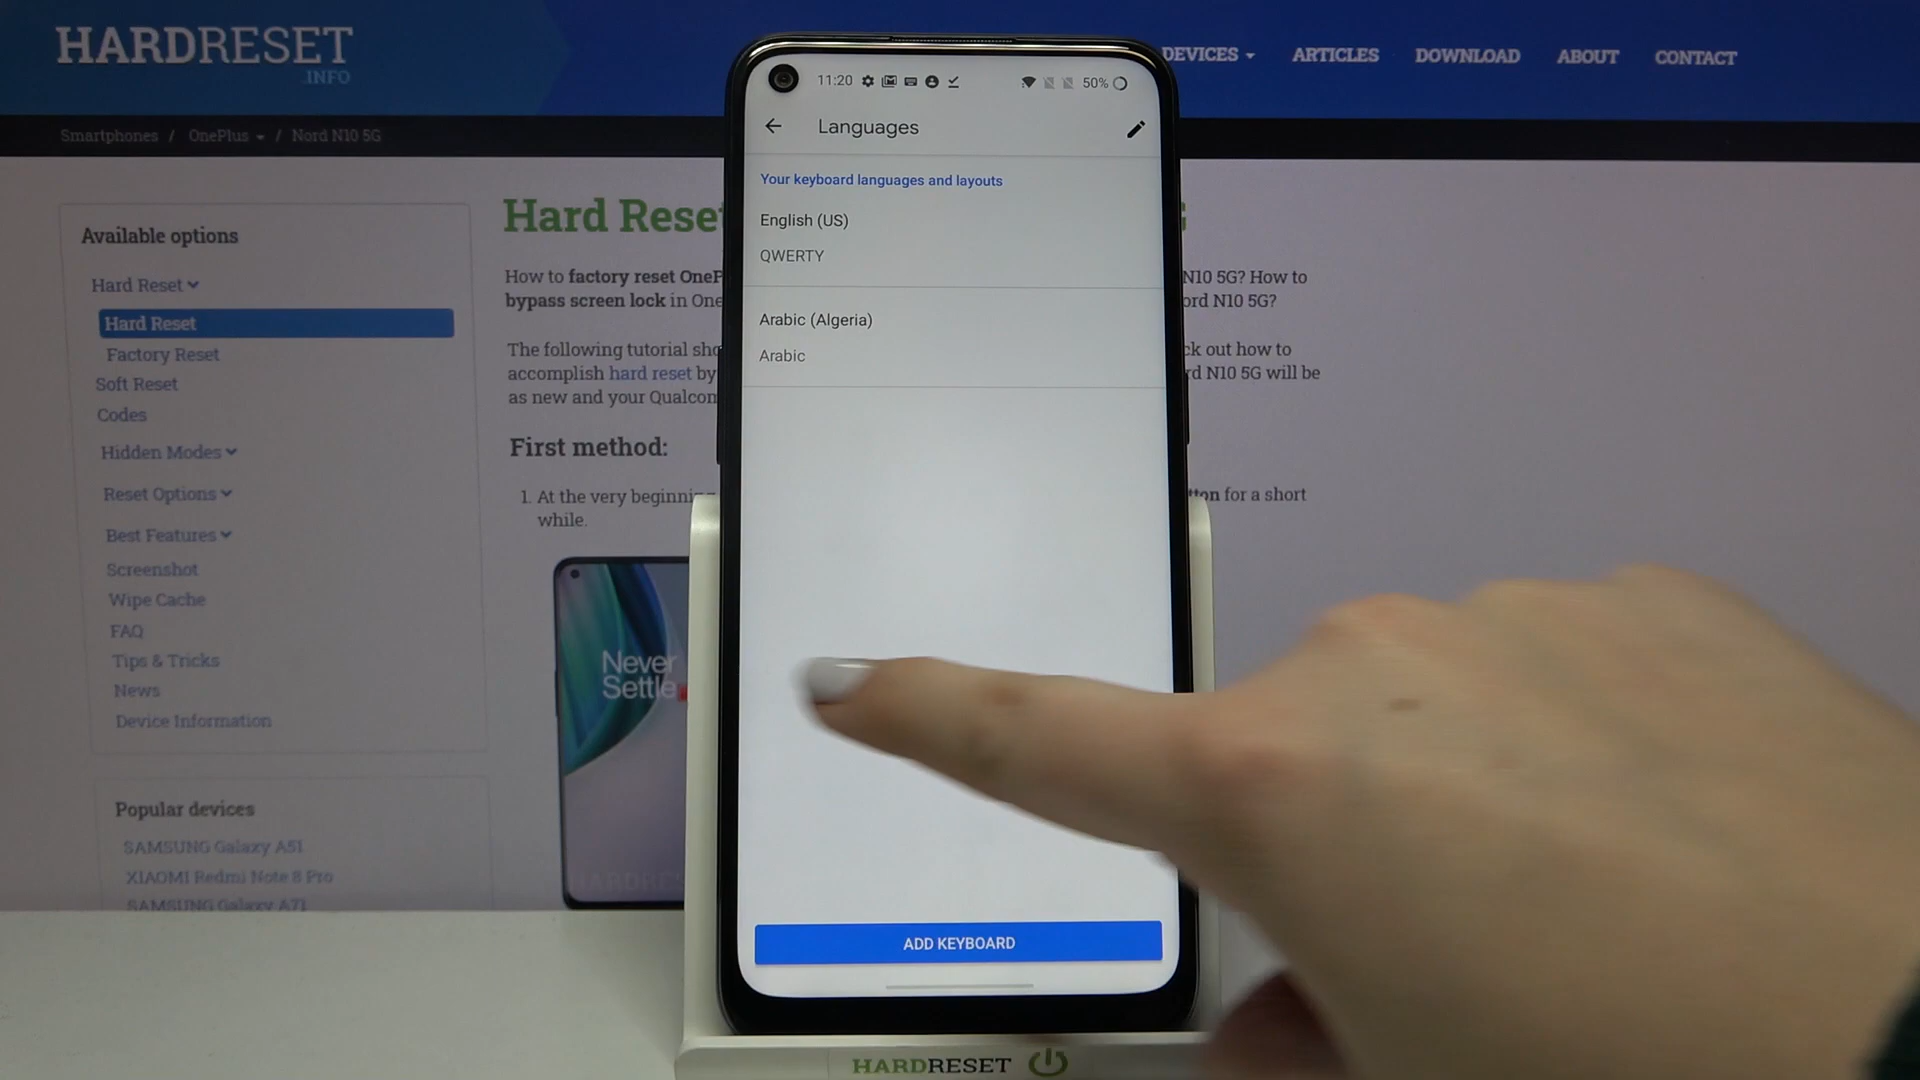 HARDRESET
.INFO
DEVICES
ARTICLES
DOWNLOAD
ABOUT
CONTACT
Smartphones / OnePlus / Nord N10 5G
Available options
Hard Reset
Hard Reset
Factory Reset
Soft Reset
Codes
Hidden Modes
Reset Options
Best Features
Screenshot
Wipe Cache
FAQ
Tips & Tricks
News
Device Information
Popular devices
SAMSUNG Galaxy A51
XIAOMI Redmi Note 8 Pro
SAMSUNG Galaxy A71
Hard Rese
How to factory reset OneP N10 5G? How to
bypass screen lock in One ord N10 5G?
The following tutorial sho ck out how to
accomplish hard reset by rd N10 5G will be
as new and your Qualcon
First method:
1. At the very beginni tton for a short
while.
Never
Settle
11:20
50%
Languages
Your keyboard languages and layouts
English (US)
QWERTY
Arabic (Algeria)
Arabic
ADD KEYBOARD
HARDRESET